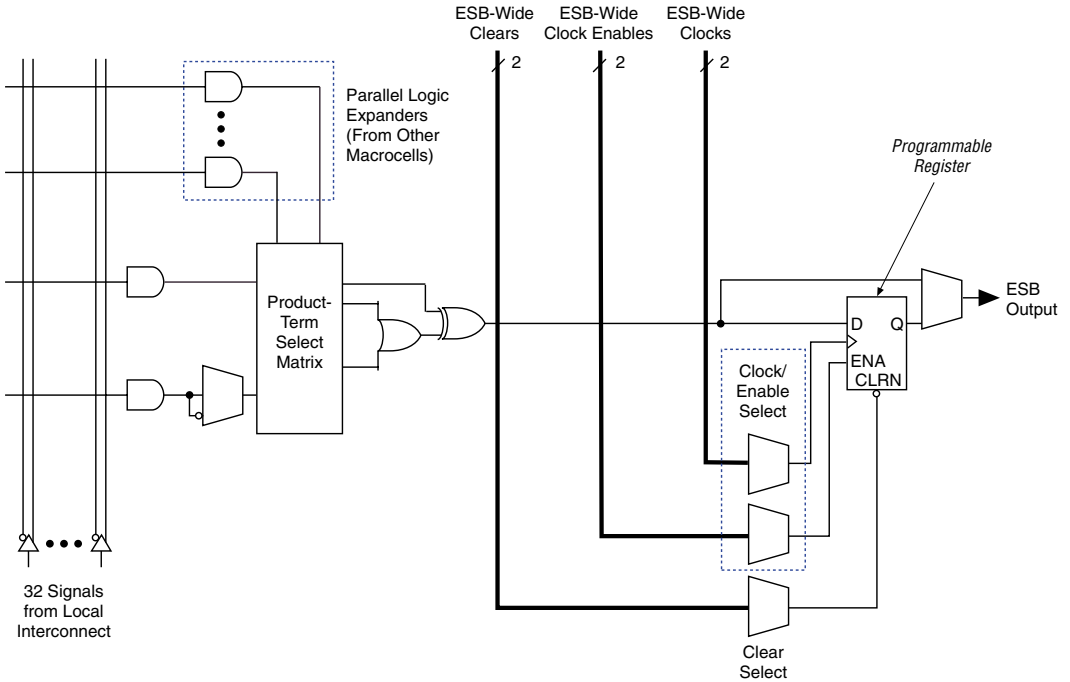 ESB-Wide
Clears
ESB-Wide
Clock Enables
ESB-Wide
Clocks
2
2
2
Parallel Logic
Expanders
(From Other
Macrocells)
Programmable
Register
Product-
Term
Select
Matrix
ESB
Output
D
Q
ENA
CLRN
Clock/
Enable
Select
32 Signals
from Local
Interconnect
Clear
Select